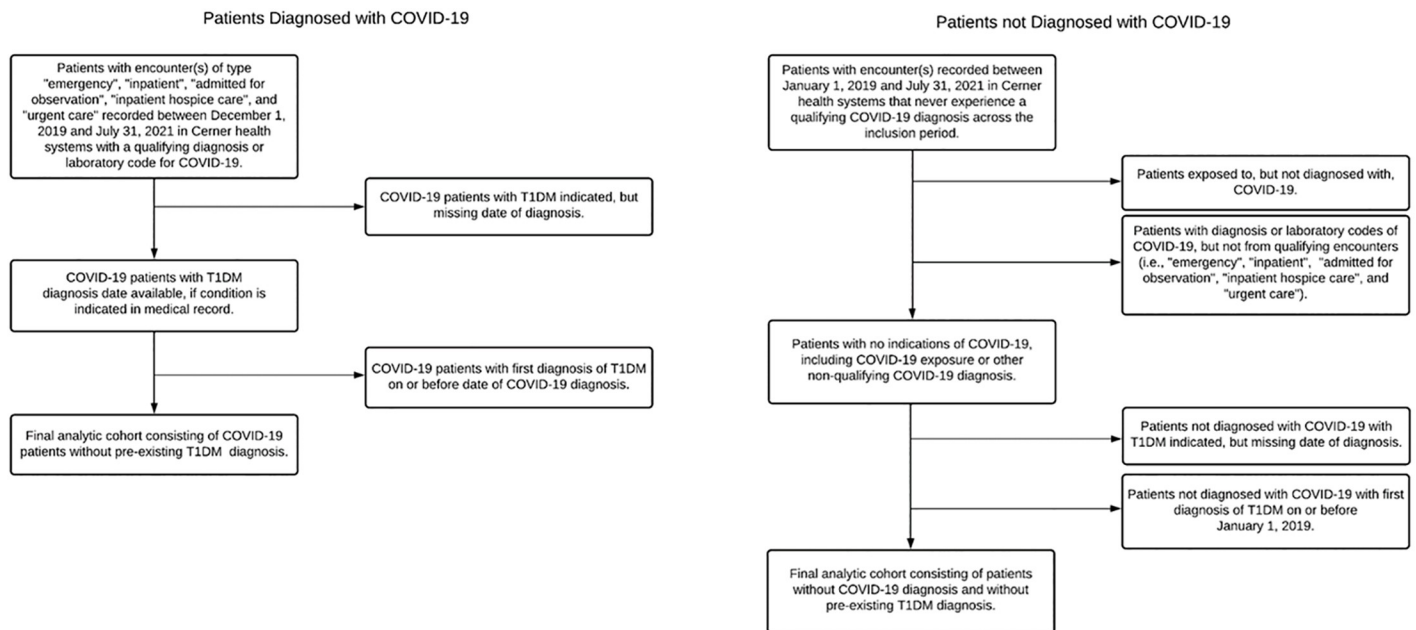 Patients Diagnosed with COVID-19
Patients with encounter(s) of type
"emergency", "inpatient", "admitted for
observation", "inpatient hospice care", and
"urgent care" recorded between December 1,
2019 and July 31, 2021 in Cerner health
systems with a qualifying diagnosis or
laboratory code for COVID-19.
COVID-19 patients with T1DM indicated, but
missing date of diagnosis.
COVID-19 patients with T1DM
diagnosis date available, if condition is
indicated in medical record.
COVID-19 patients with first diagnosis of T1DM
on or before date of COVID-19 diagnosis.
Final analytic cohort consisting of COVID-19
patients without pre-existing T1DM diagnosis.
Patients not Diagnosed with COVID-19
Patients with encounter(s) recorded between
January 1, 2019 and July 31, 2021 in Cerner
health systems that never experience a
qualifying COVID-19 diagnosis across the
inclusion period.
Patients exposed to, but not diagnosed with,
COVID-19.
Patients with diagnosis or laboratory codes of
COVID-19, but not from qualifying encounters
(i.e., "emergency", "inpatient", "admitted for
observation", "inpatient hospice care", and
"urgent care").
Patients with no indications of COVID-19,
including COVID-19 exposure or other
non-qualifying COVID-19 diagnosis.
Patients not diagnosed with COVID-19 with
T1DM indicated, but missing date of diagnosis.
Patients not diagnosed with COVID-19 with first
diagnosis of T1DM on or before
January 1, 2019.
Final analytic cohort consisting of patients
without COVID-19 diagnosis and without
pre-existing T1DM diagnosis.